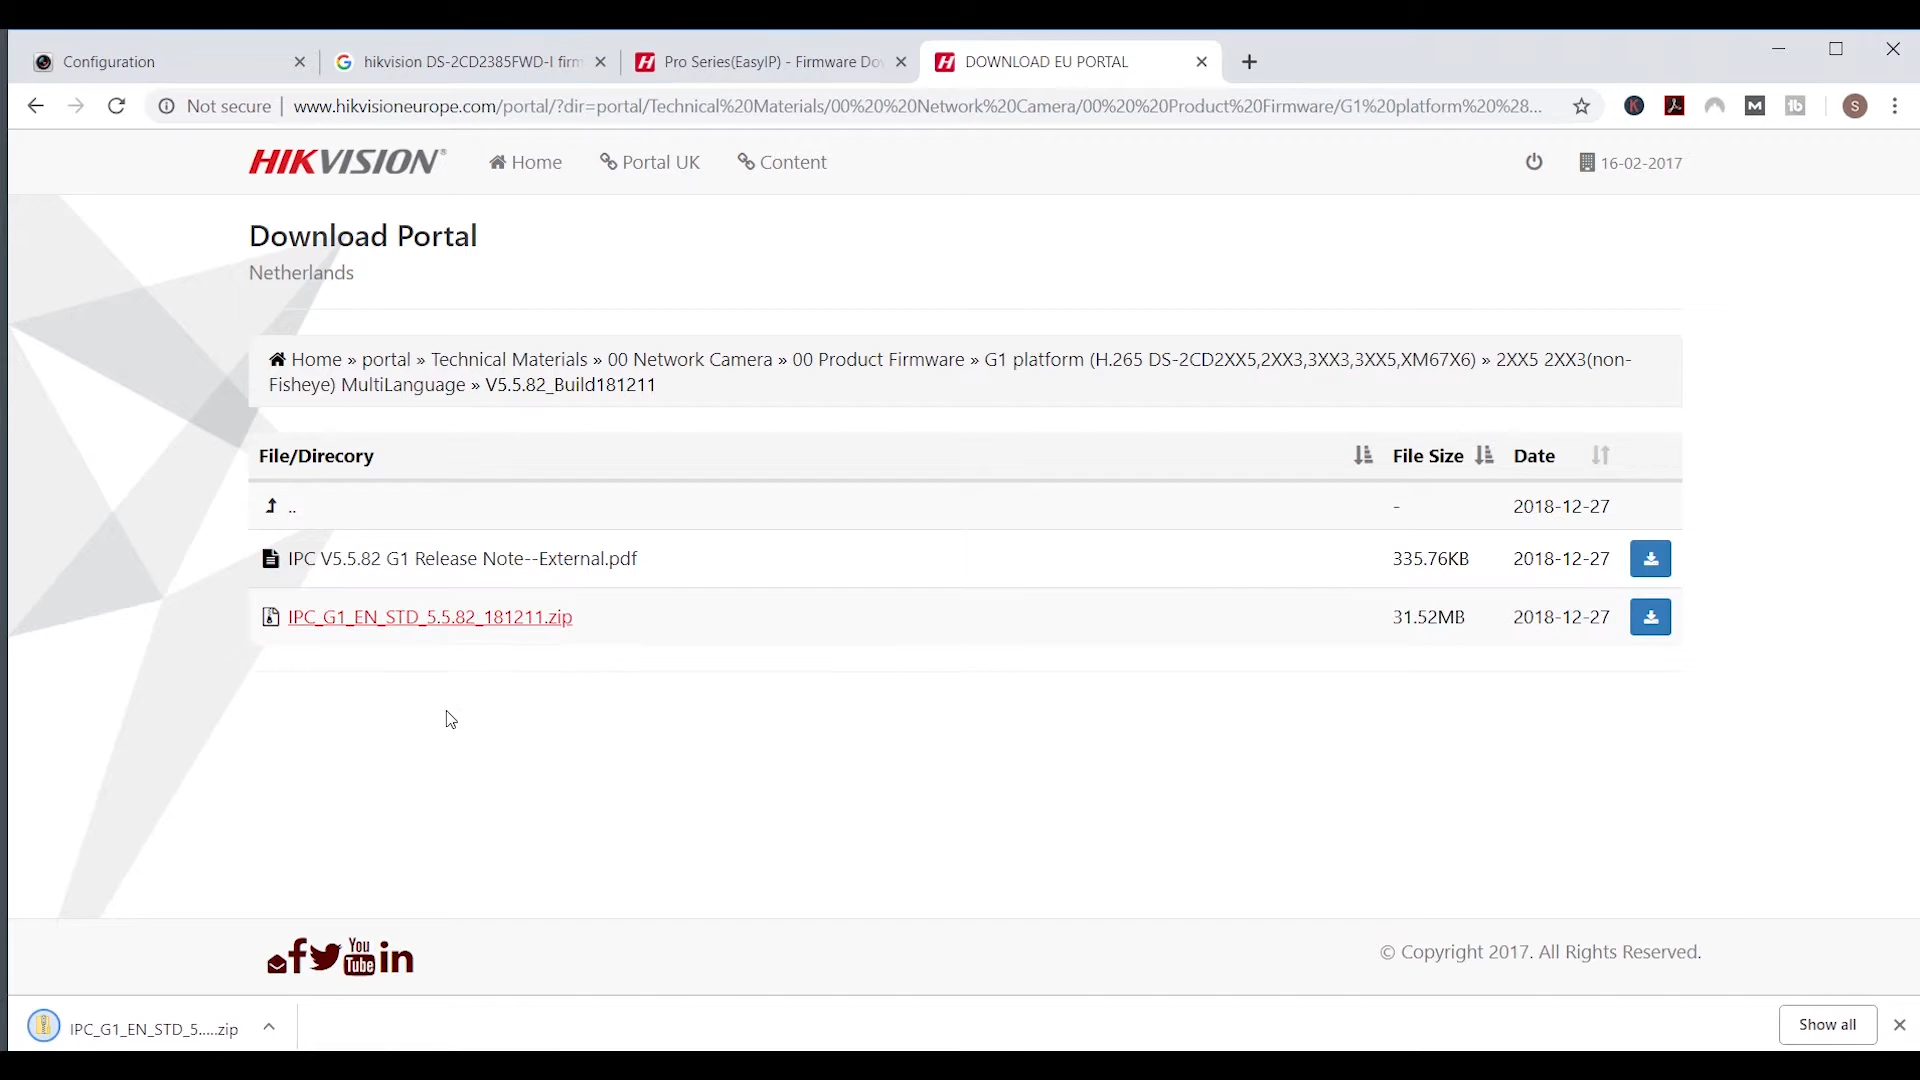 Configuration
hikvision DS-2CD2385FWD-I firm
Pro Series(EasyIP) - Firmware Do
DOWNLOAD EU PORTAL
Not secure | www.hikvisioneurope.com/portal/?dir=portal/Technical%20Materials/00%20%20Network%20Camera/00%20%20Product%20Firmware/G1%20platform%20%28...
S
HIKVISION®
Home
Portal UK
Content
16-02-2017
Download Portal
Netherlands
Home » portal » Technical Materials » 00 Network Camera » 00 Product Firmware » G1 platform (H.265 DS-2CD2XX5,2XX3,3XX3,3XX5,XM67X6) » 2XX5 2XX3(non-
Fisheye) MultiLanguage » V5.5.82_Build181211
File/Direcory File Size Date
.. - 2018-12-27
IPC V5.5.82 G1 Release Note--External.pdf 335.76KB 2018-12-27
IPC_G1_EN_STD_5.5.82_181211.zip 31.52MB 2018-12-27
You
Tube
© Copyright 2017. All Rights Reserved.
IPC_G1_EN_STD_5.....zip
Show all